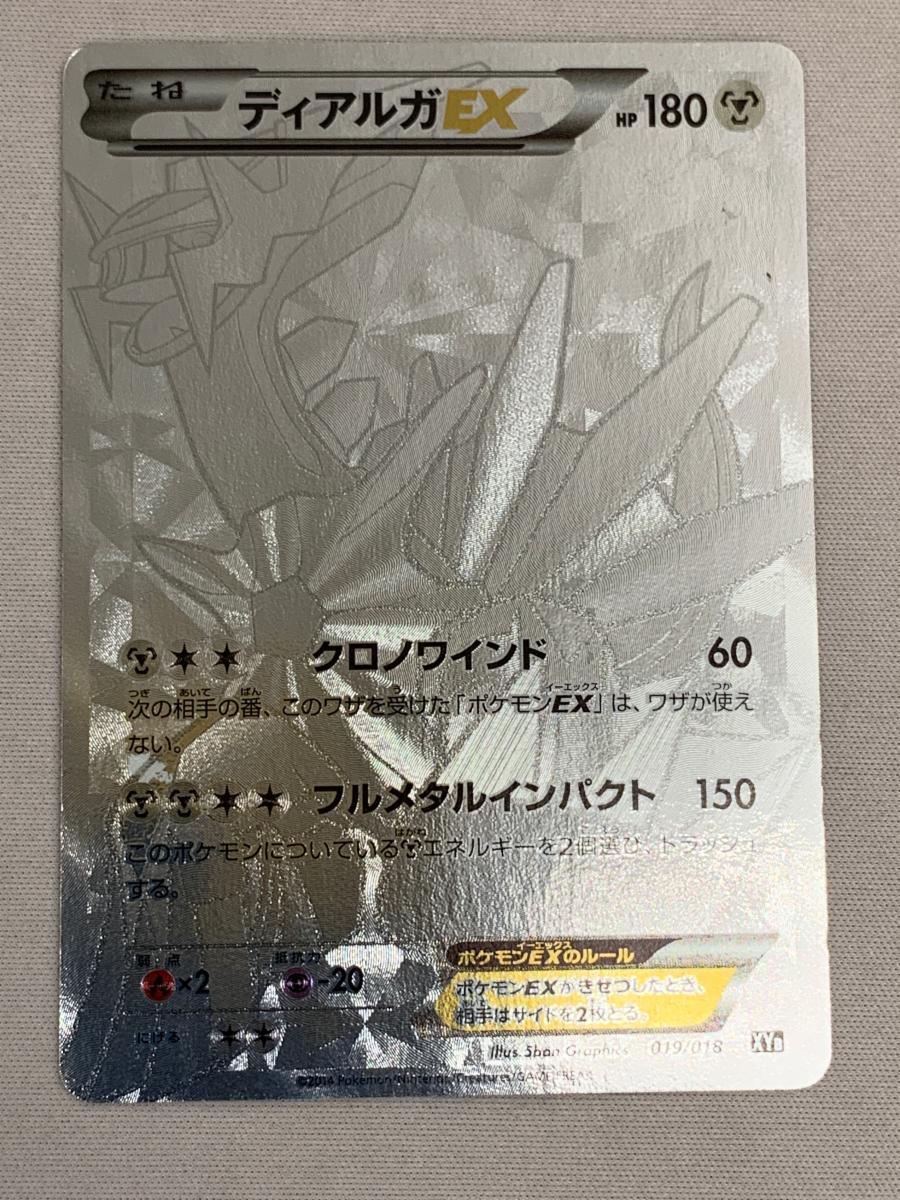 たね
ディアルガEX HP 180
クロノワインド 60
次の相手の番、このワザを受けた「ポケモンEX」は、ワザが使え
ない。
フルメタルインパクト 150
このポケモンについているエネルギーを2個選び、トラッシュ
する。
弱点 抵抗力
×2 -20
にげる
ポケモンEXのルール
ポケモンEXがきぜつしたとき、
相手はサイドを2枚とる。
Illus. 5ban Graphics 019/018 XY
©2014 Pokémon/Nintendo/Creatures/GAME FREAK